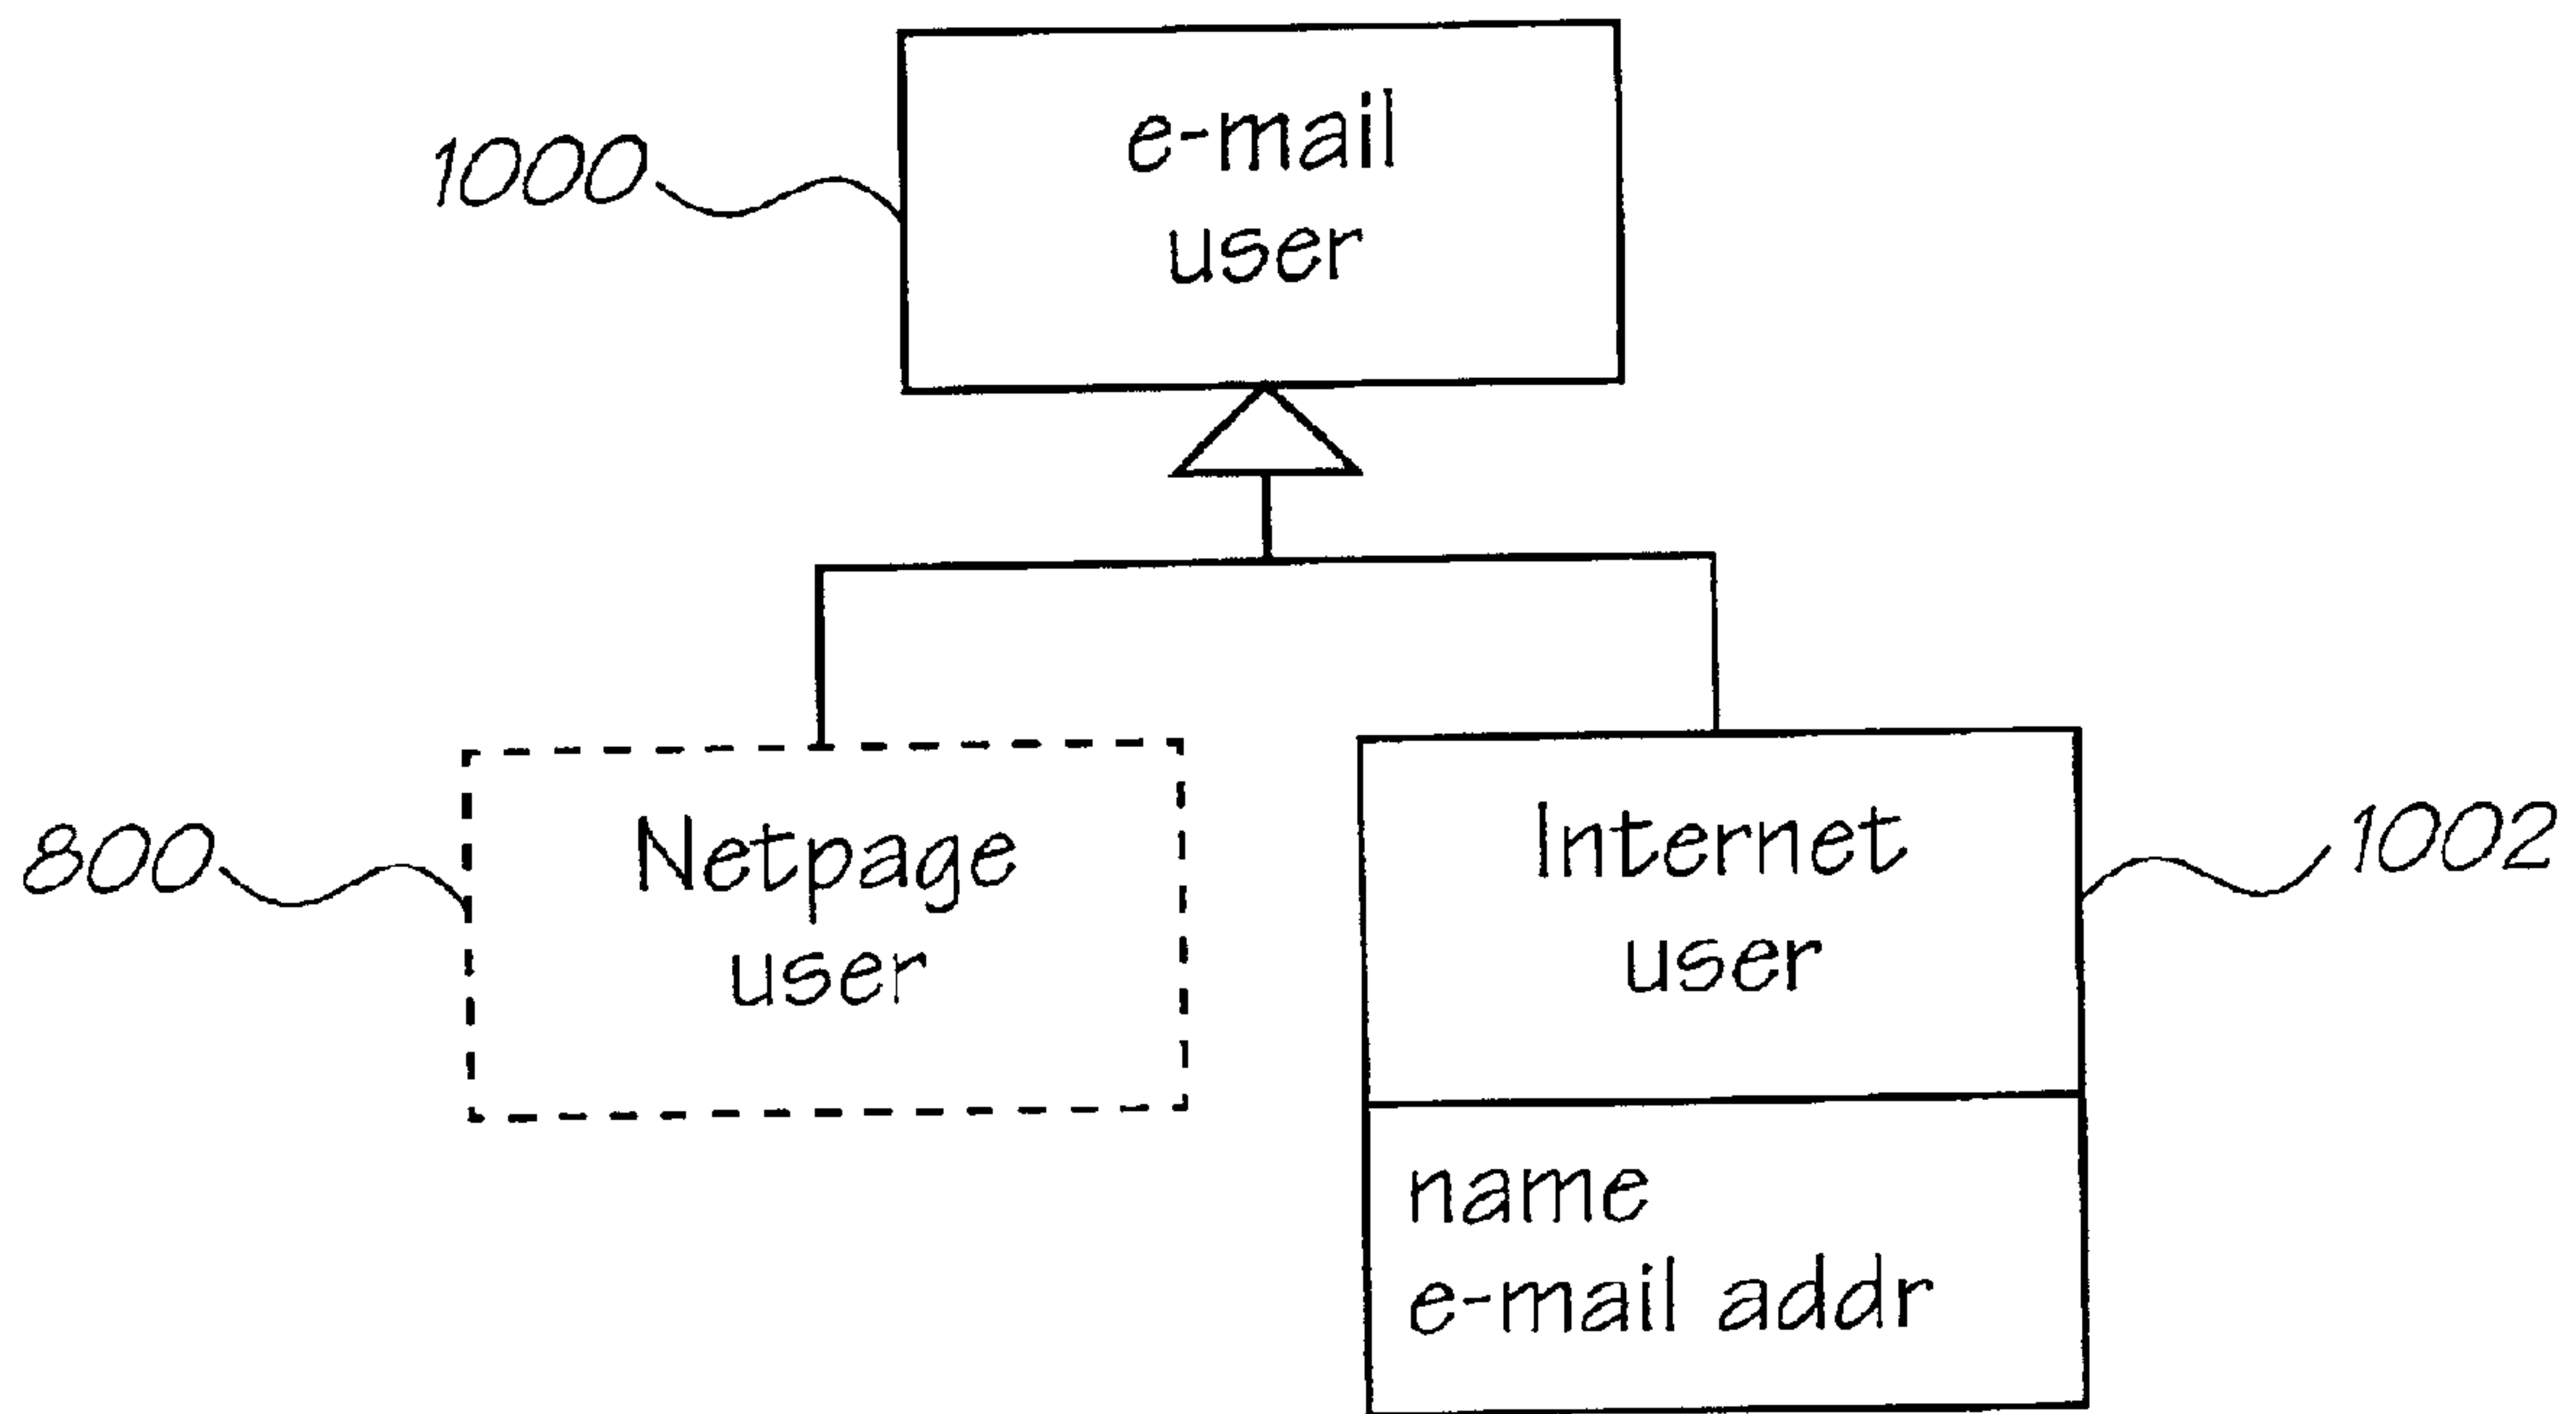 1000
e-mail
user
800
Netpage
user
Internet
user
1002
name
e-mail addr